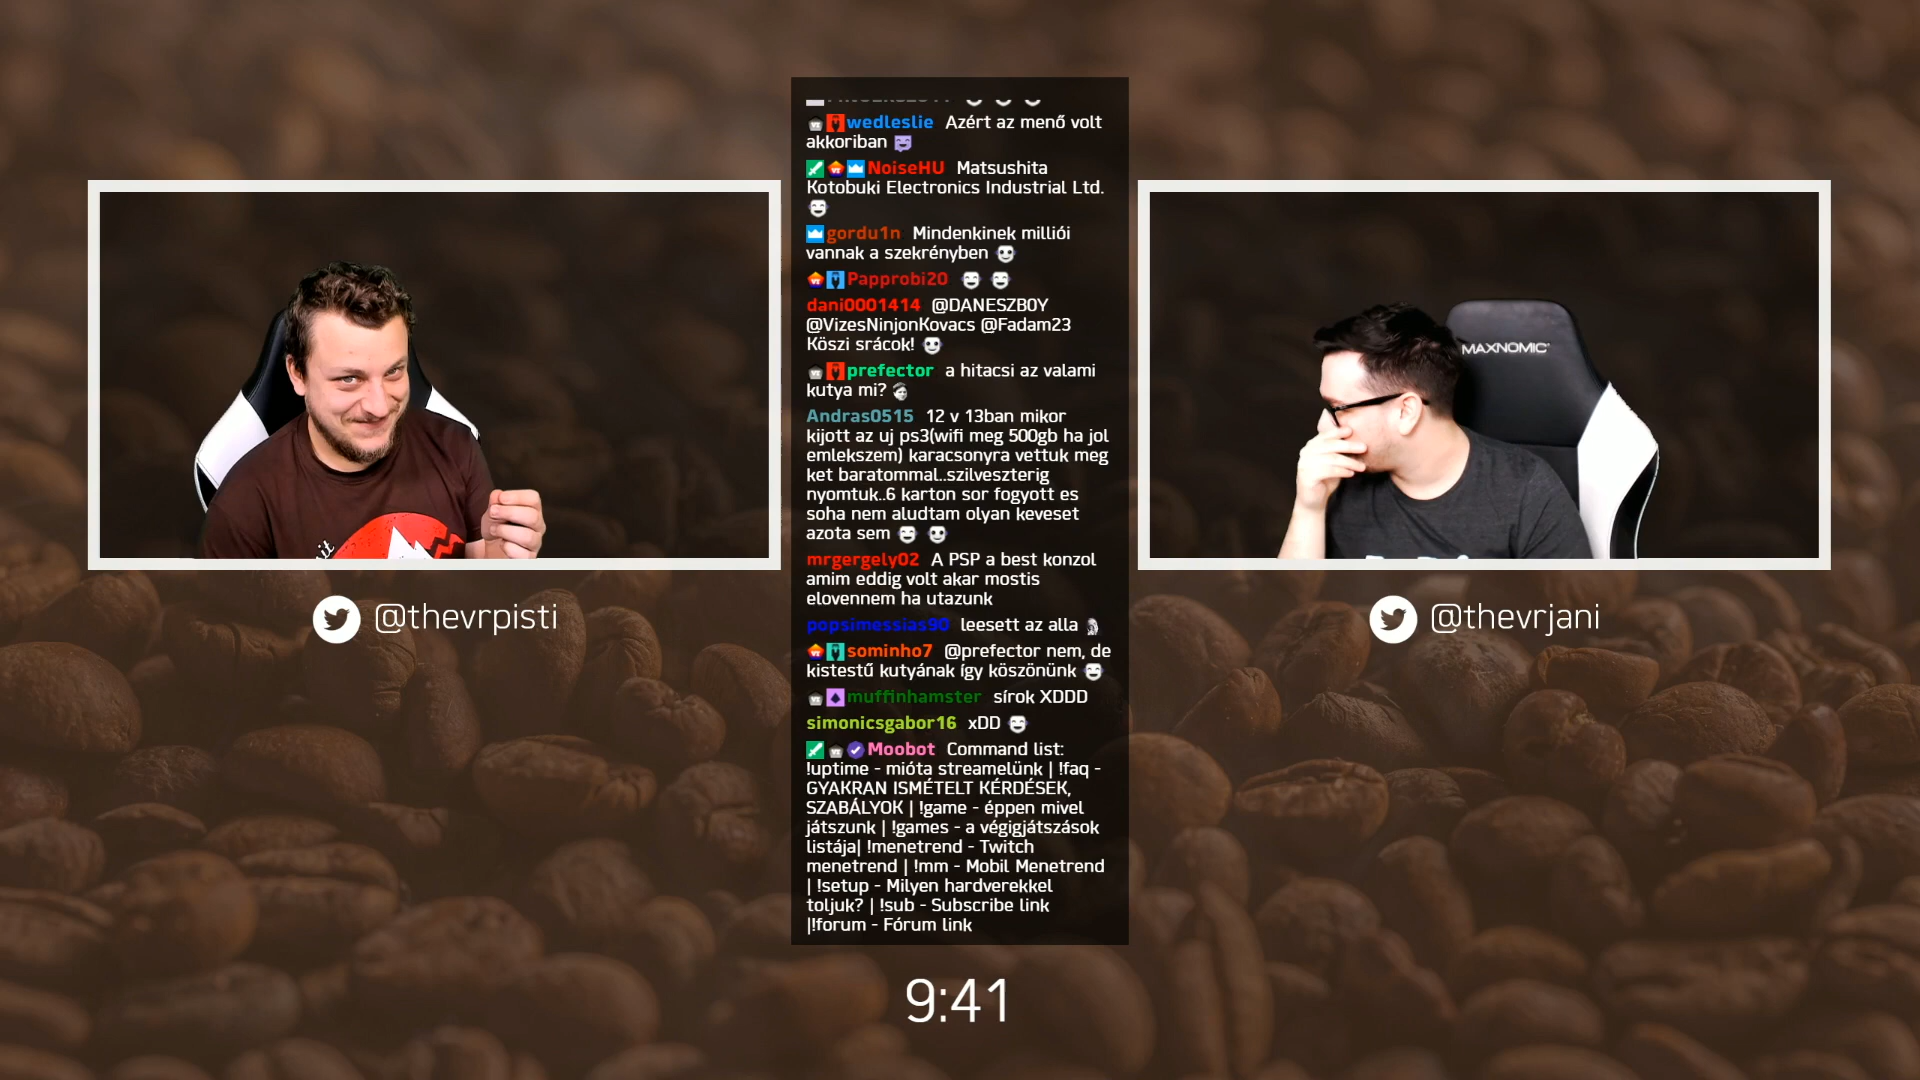 wedleslie Azért az menő volt
akkoriban
NoiseHU Matsushita
Kotobuki Electronics Industrial Ltd.
gordu1n Mindenkinek milliói
vannak a szekrényben
Papprobi20
dani0001414 @DANESZB0Y
@VizesNinjonKovacs @Fadam23
Köszi srácok!
prefector a hitacsi az valami
kutya mi?
Andras0515 12 v 13ban mikor
kijott az uj ps3(wifi meg 500gb ha jol
emlekszem) karacsonyra vettuk meg
ket baratommal..szilveszterig
nyomtuk..6 karton sor fogyott es
soha nem aludtam olyan keveset
azota sem
mrgergely02 A PSP a best konzol
amim eddig volt akar mostis
elovennem ha utazunk
popsimessias90 leesett az alla
sominho7 @prefector nem, de
kistestű kutyának így köszönünk
muffinhamster sírok XDDD
simonicsgabor16 xDD
Moobot Command list:
!uptime - mióta streamelünk | !faq -
GYAKRAN ISMÉTELT KÉRDÉSEK,
SZABÁLYOK | !game - éppen mivel
játszunk | !games - a végigjátszások
listája| !menetrend - Twitch
menetrend | !mm - Mobil Menetrend
| !setup - Milyen hardverekkel
toljuk? | !sub - Subscribe link
|!forum - Fórum link
MAXNOMIC
@thevrpisti
@thevrjani
9:41